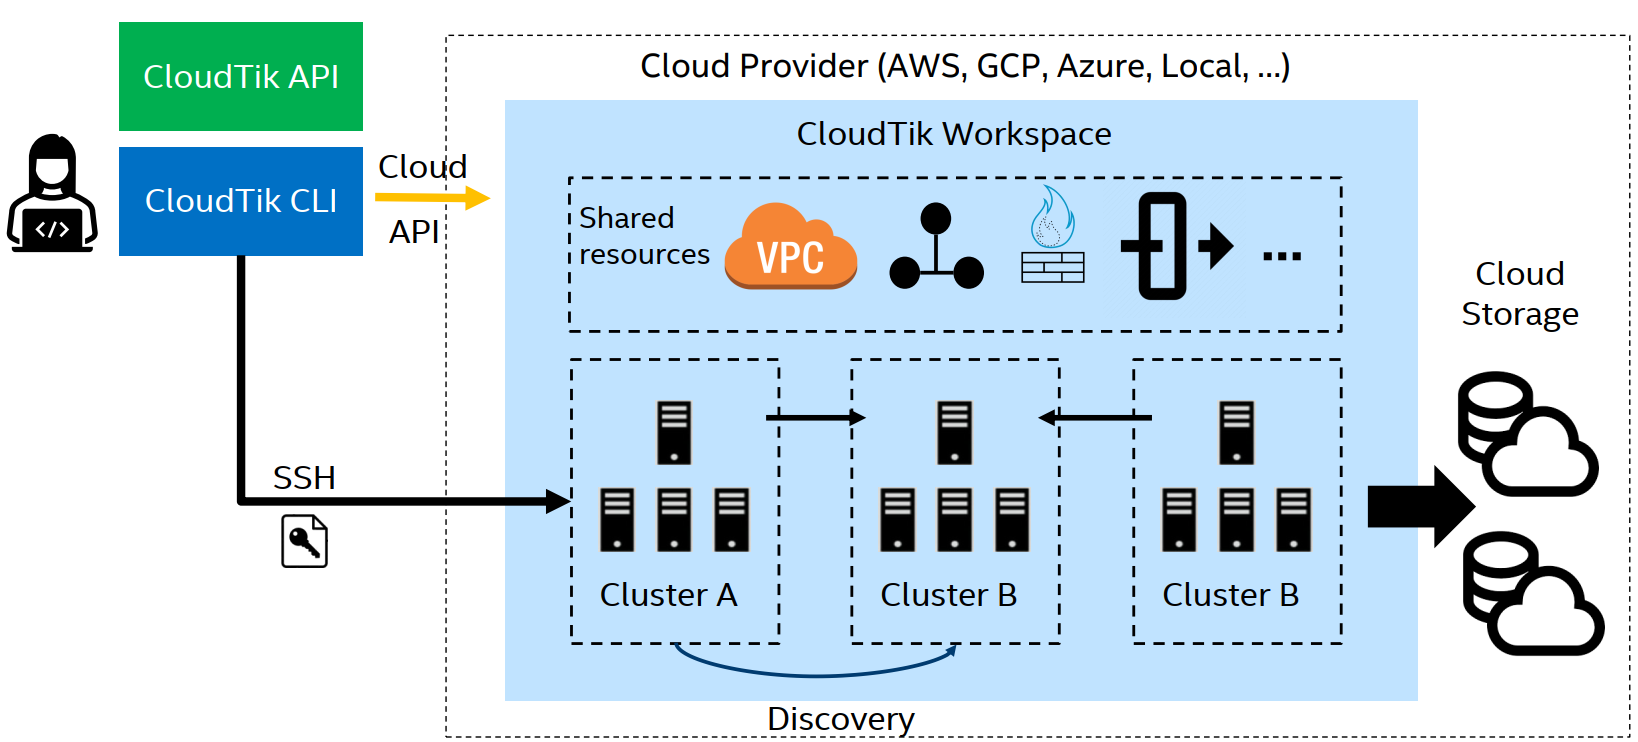 CloudTik API
CloudTik CLI
</>
Cloud
API
SSH
Cloud Provider (AWS, GCP, Azure, Local, ...)
CloudTik Workspace
Shared
resources
VPC
...
Cluster A
Cluster B
Cluster B
Discovery
Cloud
Storage